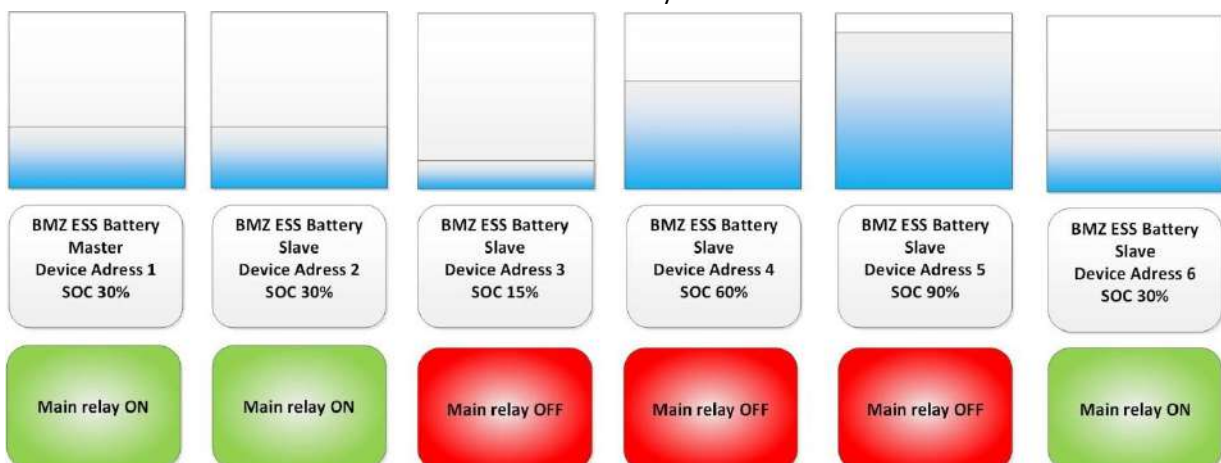 BMZ ESS Battery
Master
Device Adress 1
SOC 30%
BMZ ESS Battery
Slave
Device Adress 2
SOC 30%
BMZ ESS Battery
Slave
Device Adress 3
SOC 15%
BMZ ESS Battery
Slave
Device Adress 4
SOC 60%
BMZ ESS Battery
Slave
Device Adress 5
SOC 90%
BMZ ESS Battery
Slave
Device Adress 6
SOC 30%
Main relay ON
Main relay ON
Main relay OFF
Main relay OFF
Main relay OFF
Main relay ON